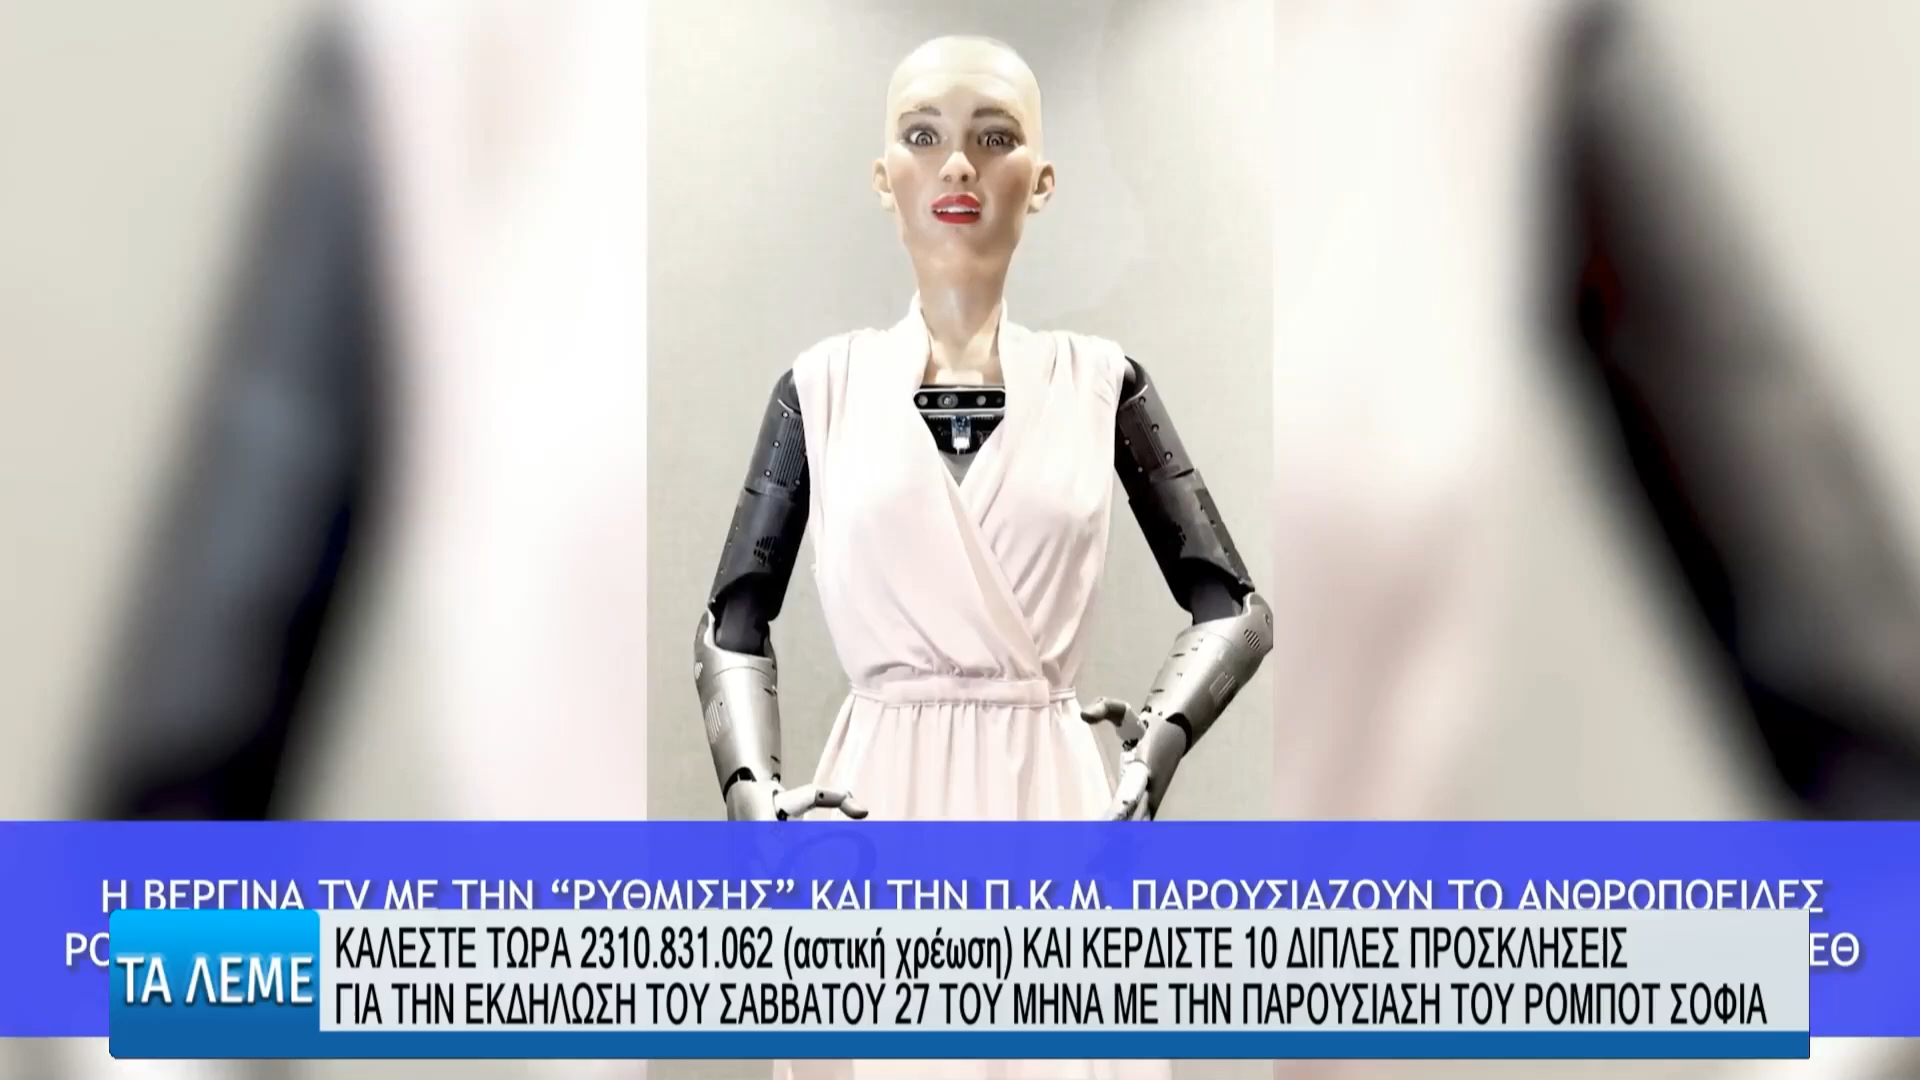 Η ΒΕΡΓΙΝΑ TV ΜΕ ΤΗΝ “ΡΥΘΜΙΣΗΣ” ΚΑΙ ΤΗΝ Π.Κ.Μ. ΠΑΡΟΥΣΙΑΖΟΥΝ ΤΟ ΑΝΘΡΩΠΟΕΙΔΕΣ
ΤΑ ΛΕΜΕ
ΚΑΛΕΣΤΕ ΤΩΡΑ 2310.831.062 (αστική χρέωση) ΚΑΙ ΚΕΡΔΙΣΤΕ 10 ΔΙΠΛΕΣ ΠΡΟΣΚΛΗΣΕΙΣ
ΓΙΑ ΤΗΝ ΕΚΔΗΛΩΣΗ ΤΟΥ ΣΑΒΒΑΤΟΥ 27 ΤΟΥ ΜΗΝΑ ΜΕ ΤΗΝ ΠΑΡΟΥΣΙΑΣΗ ΤΟΥ ΡΟΜΠΟΤ ΣΟΦΙΑ